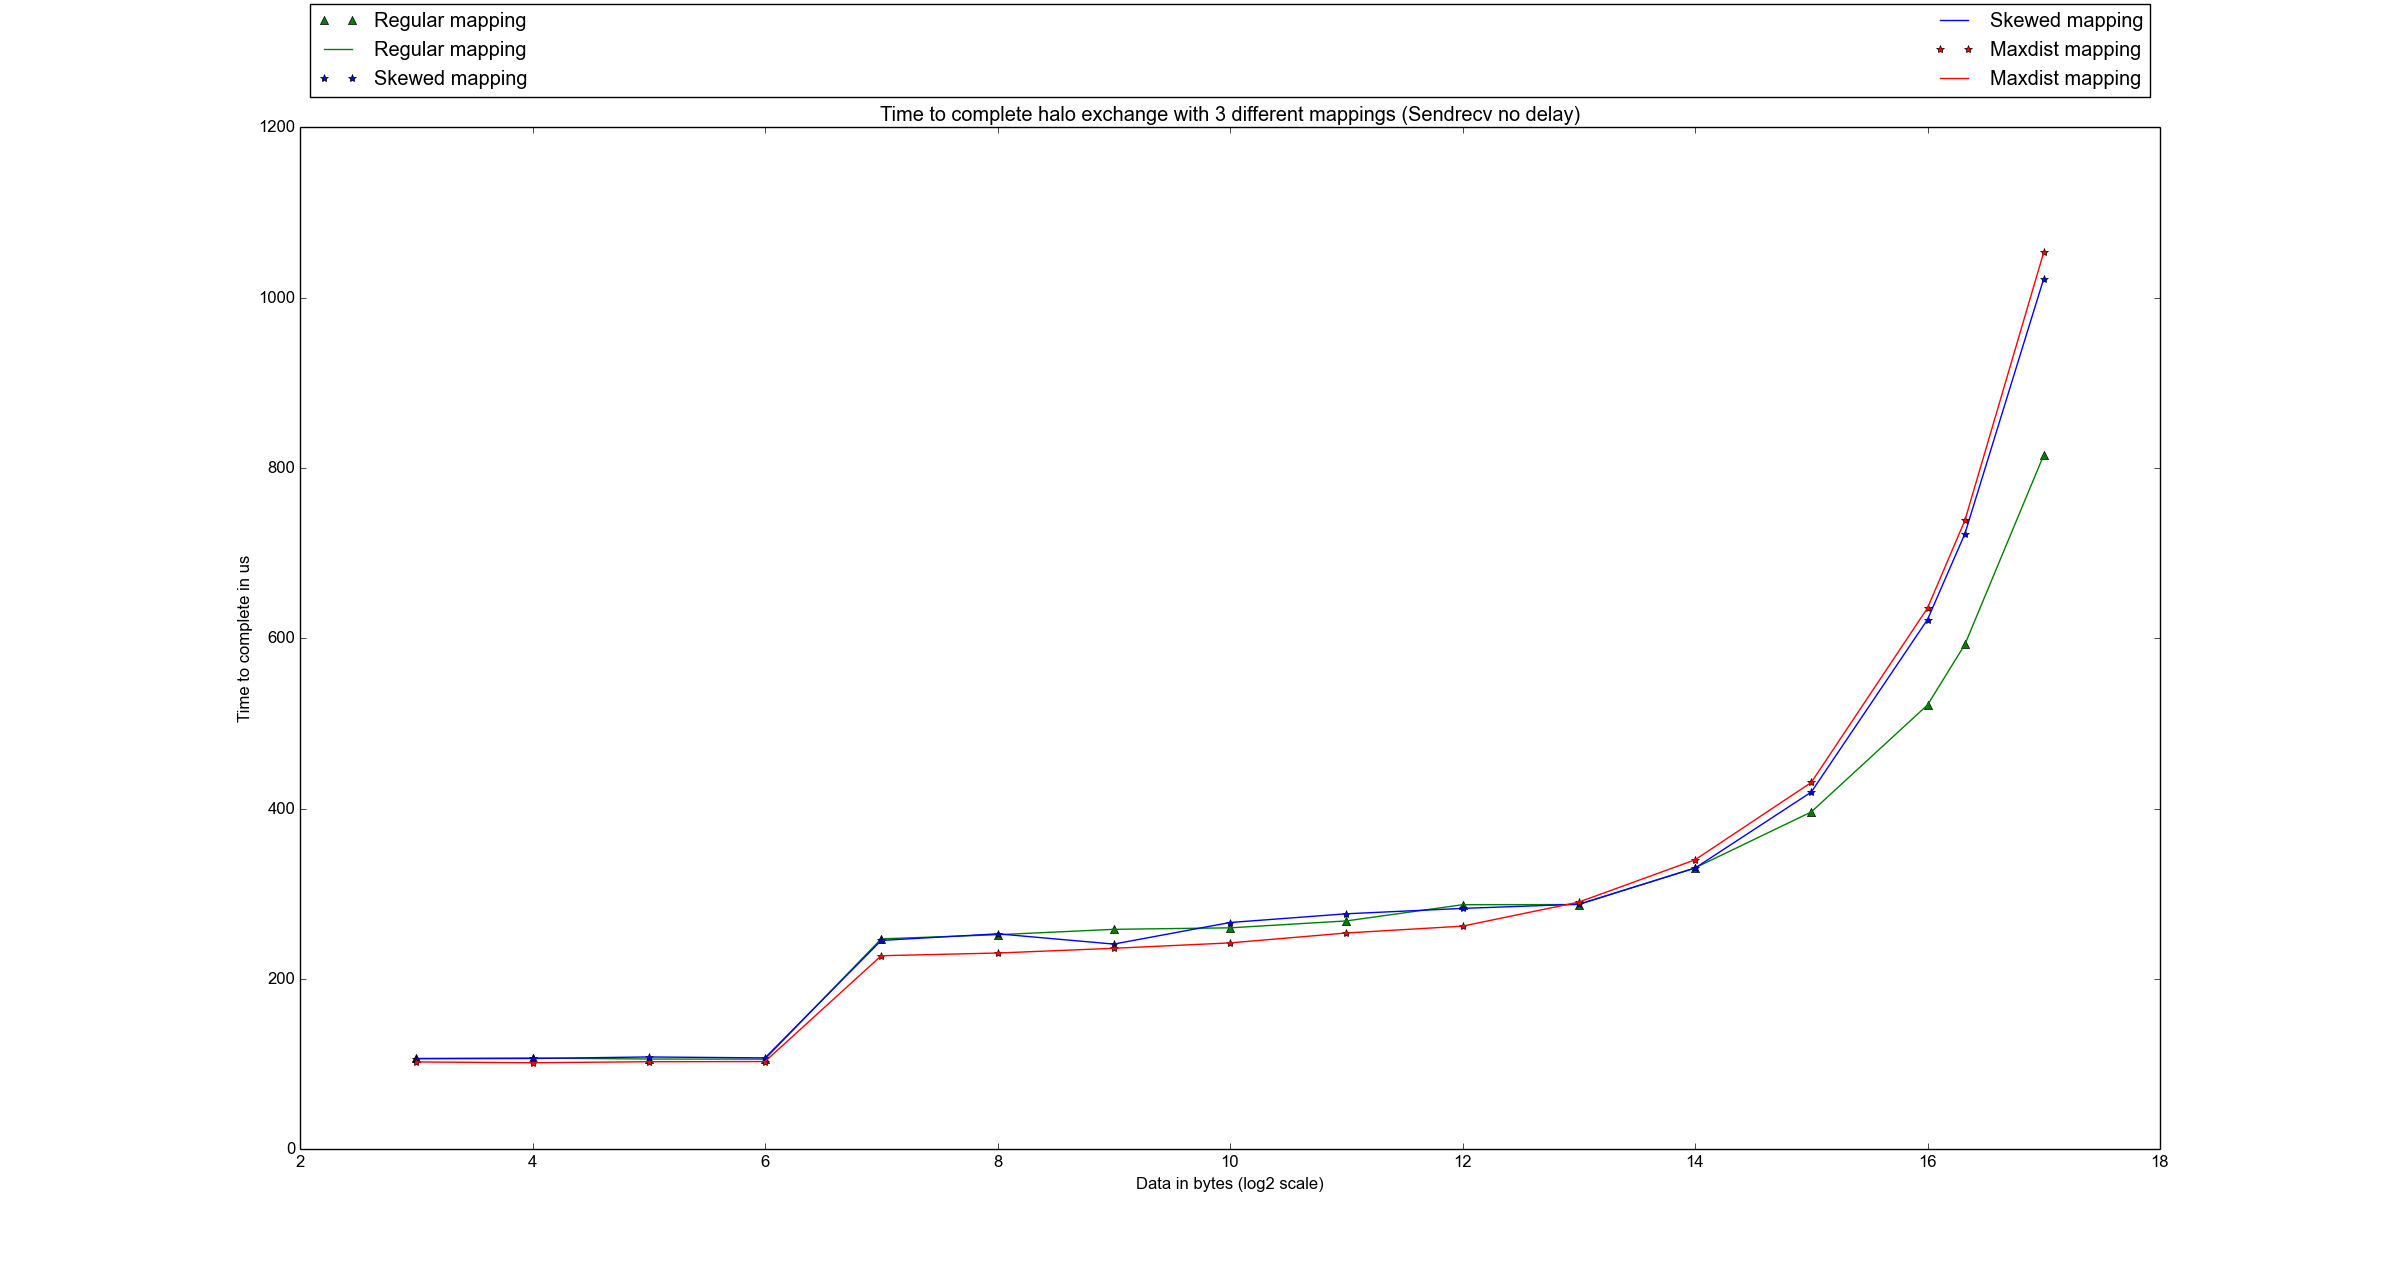 Regular mapping
Regular mapping
Skewed mapping
Skewed mapping
Maxdist mapping
Maxdist mapping
Time to complete halo exchange with 3 different mappings (Sendrecv no delay)
1200
1000
800
600
400
200
0
Time to complete in us
2 4 6 8 10 12 14 16 18
Data in bytes (log2 scale)